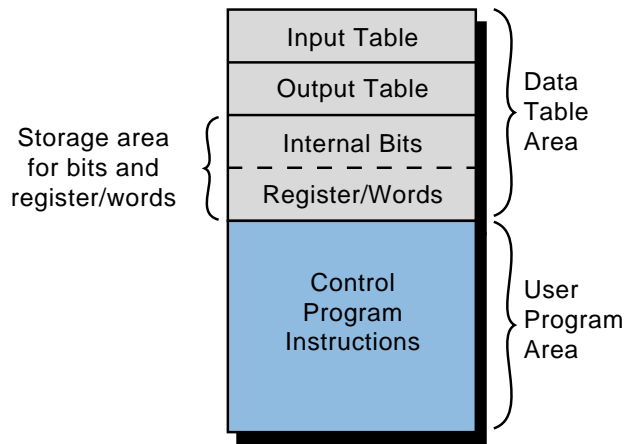 Input Table
Output Table
Internal Bits
Register/Words
Storage area
for bits and
register/words
Data
Table
Area
Control
Program
Instructions
User
Program
Area